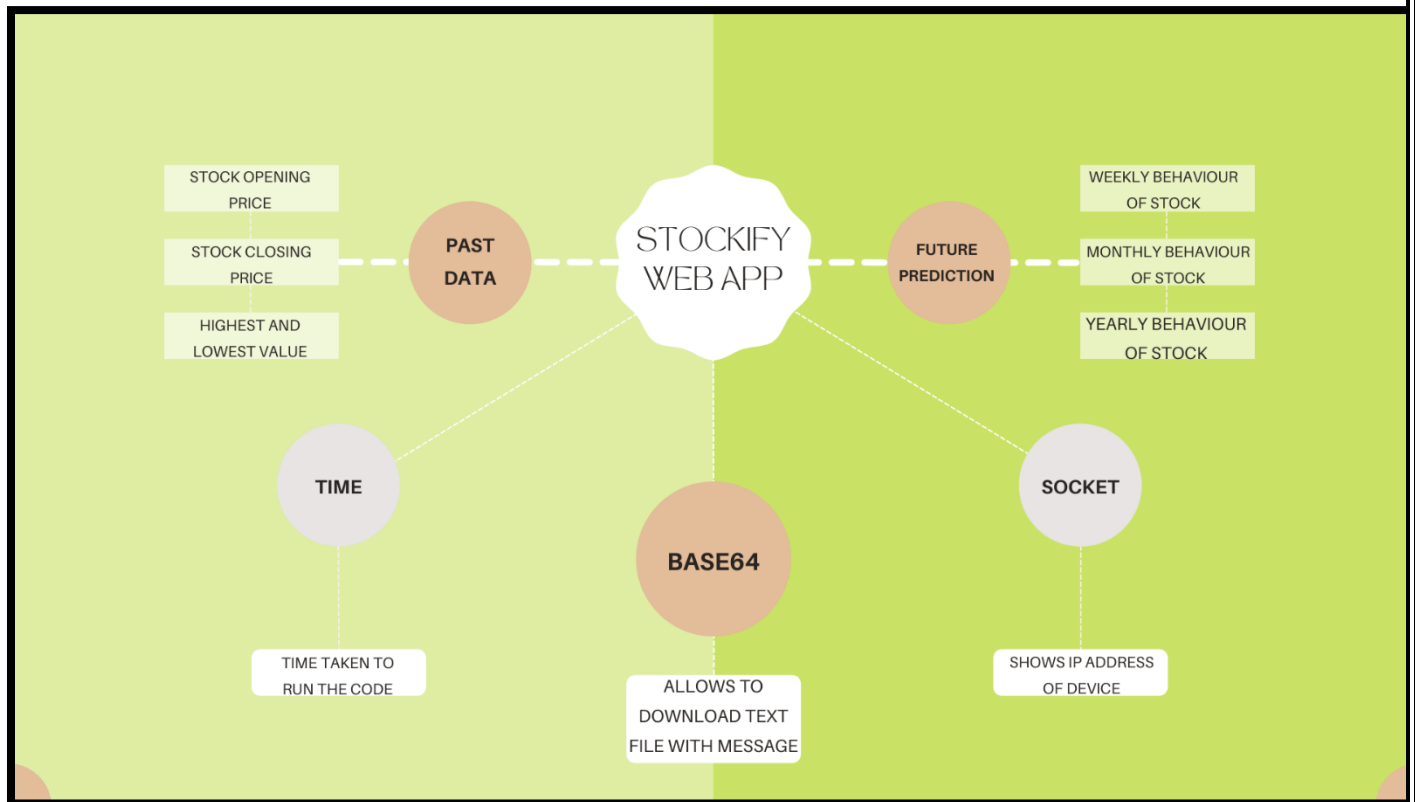 STOCKIFY
WEB APP
PAST
DATA
STOCK OPENING
PRICE
STOCK CLOSING
PRICE
HIGHEST AND
LOWEST VALUE
FUTURE
PREDICTION
WEEKLY BEHAVIOUR
OF STOCK
MONTHLY BEHAVIOUR
OF STOCK
YEARLY BEHAVIOUR
OF STOCK
TIME
TIME TAKEN TO
RUN THE CODE
BASE64
ALLOWS TO
DOWNLOAD TEXT
FILE WITH MESSAGE
SOCKET
SHOWS IP ADDRESS
OF DEVICE